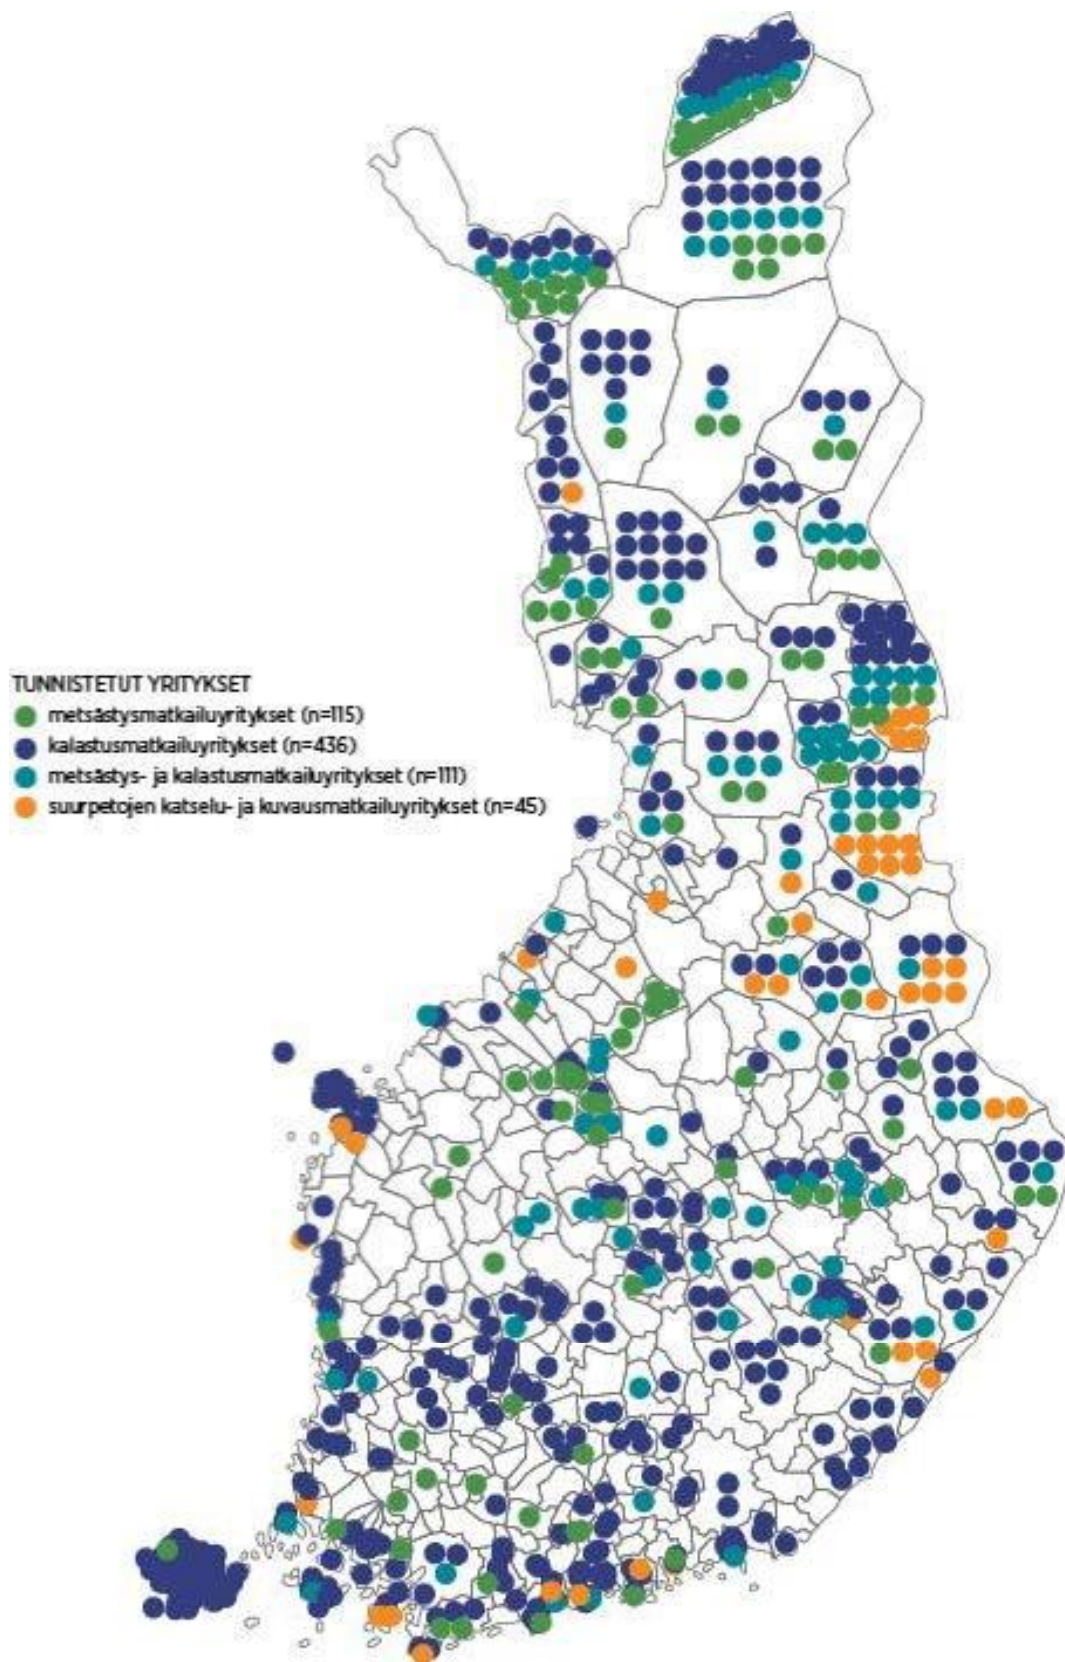 TUNNISTETUT YRITYKSET
metsästysmatkailuyritykset (n=115)
kalastusmatkailuyritykset (n=436)
metsästys- ja kalastusmatkailuyritykset (n=111)
suurpetojen katselu- ja kuvausmatkailuyritykset (n=45)